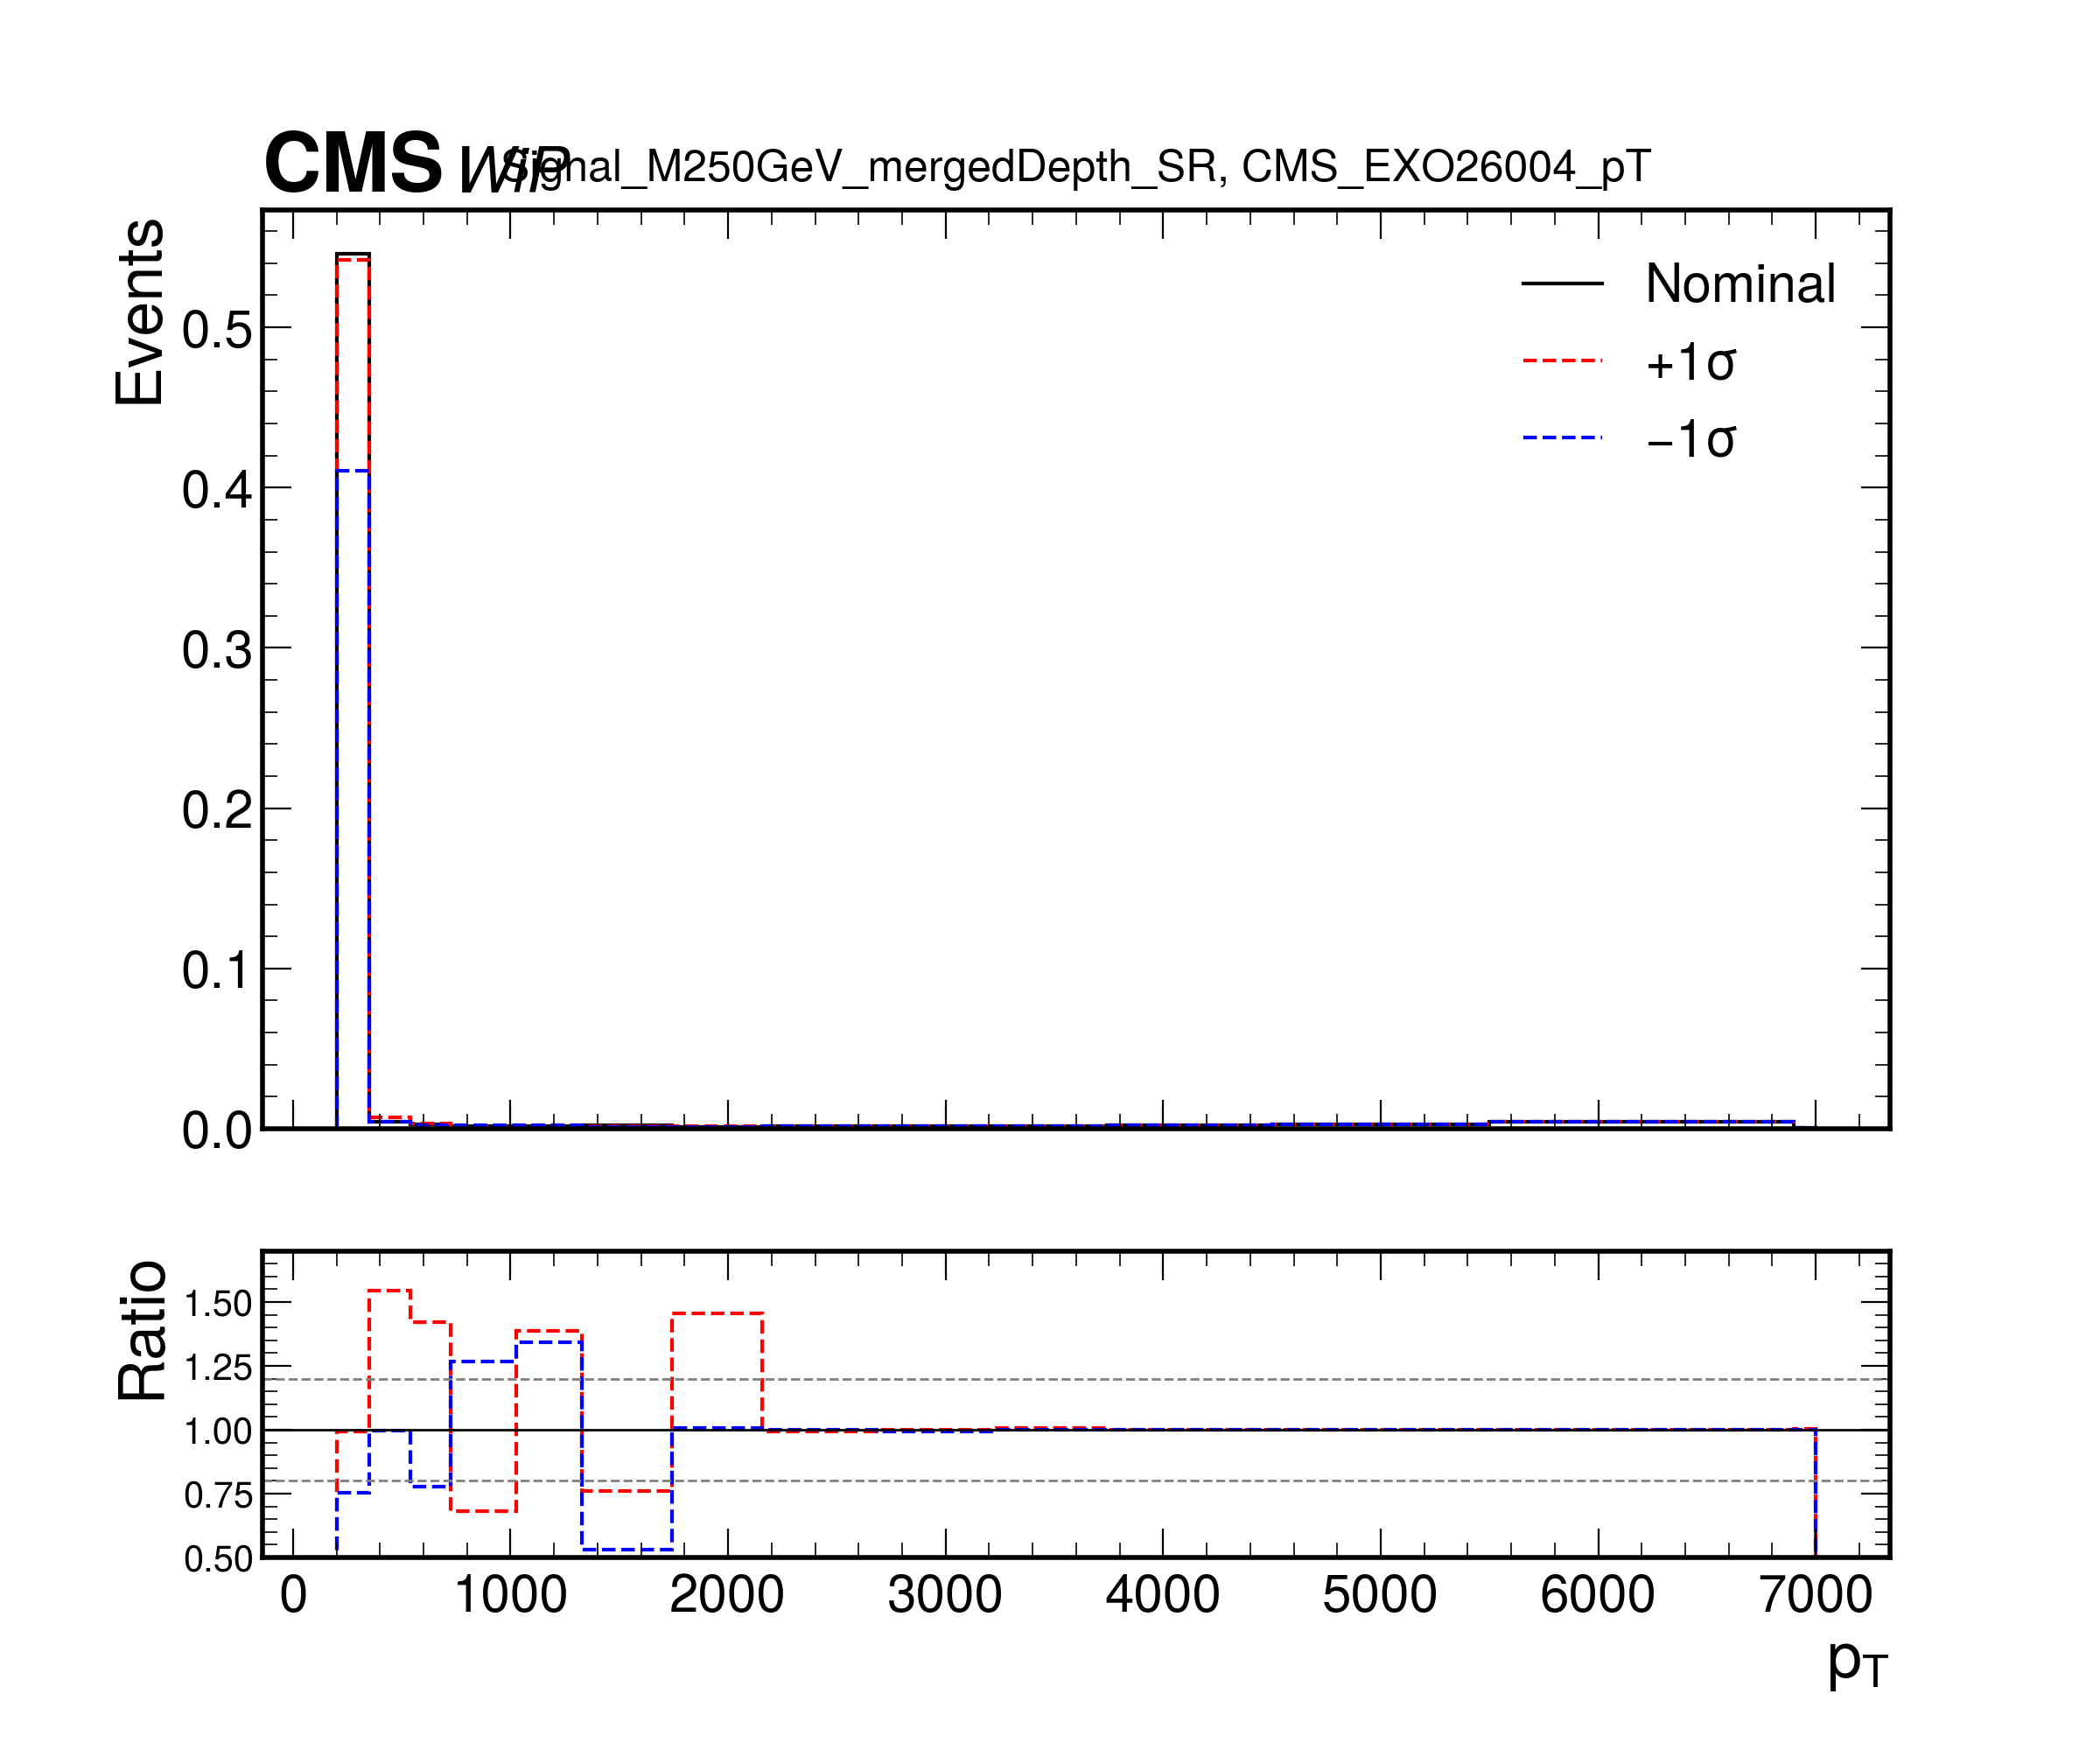 CMS WiP Signal_M250GeV_mergedDepth_SR, CMS_EXO26004_pT
Events
Nominal
+1σ
−1σ
0.5
0.4
0.3
0.2
0.1
0.0
Ratio
1.50
1.25
1.00
0.75
0.50
0 1000 2000 3000 4000 5000 6000 7000
pT